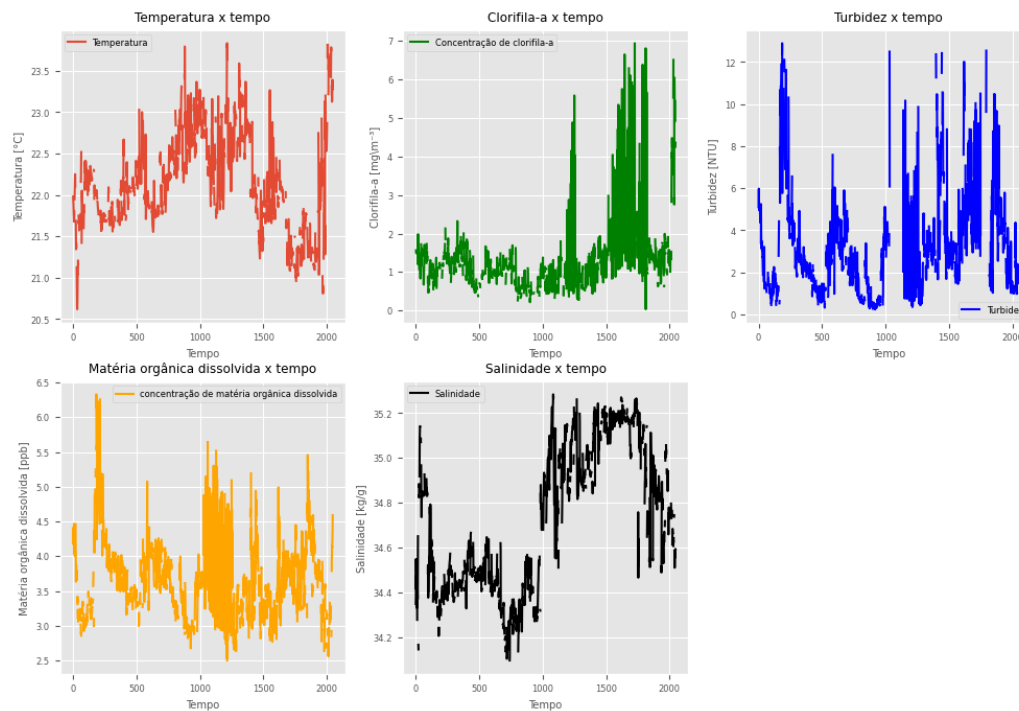 Temperatura x tempo
Temperatura
Temperatura [°C]
23.5
23.0
22.5
22.0
21.5
21.0
20.5
0 500 1000 1500 2000
Tempo
Clorifila-a x tempo
Concentração de clorifila-a
Clorifila-a [mg\m⁻³]
7
6
5
4
3
2
1
0
0 500 1000 1500 2000
Tempo
Turbidez x tempo
Turbidez [NTU]
12
10
8
6
4
2
0
Turbide
0 500 1000 1500 2000
Tempo
Matéria orgânica dissolvida x tempo
concentração de matéria orgânica dissolvida
Matéria orgânica dissolvida [ppb]
6.5
6.0
5.5
5.0
4.5
4.0
3.5
3.0
2.5
0 500 1000 1500 2000
Tempo
Salinidade x tempo
Salinidade
Salinidade [kg/g]
35.2
35.0
34.8
34.6
34.4
34.2
0 500 1000 1500 2000
Tempo